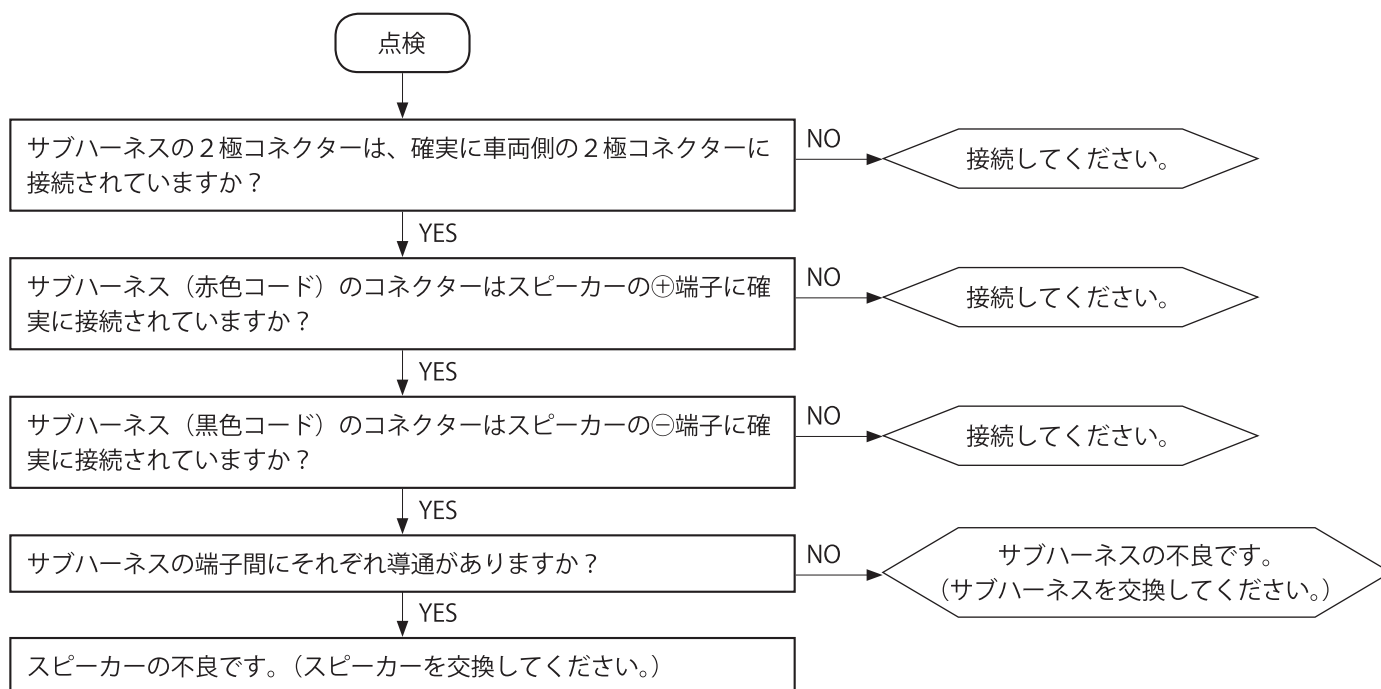 点検
サブハーネスの２極コネクターは、確実に車両側の２極コネクターに
接続されていますか？
NO
接続してください。
YES
サブハーネス（赤色コード）のコネクターはスピーカーの⊕端子に確
実に接続されていますか？
NO
接続してください。
YES
サブハーネス（黒色コード）のコネクターはスピーカーの⊖端子に確
実に接続されていますか？
NO
接続してください。
YES
サブハーネスの端子間にそれぞれ導通がありますか？
NO
サブハーネスの不良です。
（サブハーネスを交換してください。）
YES
スピーカーの不良です。（スピーカーを交換してください。）